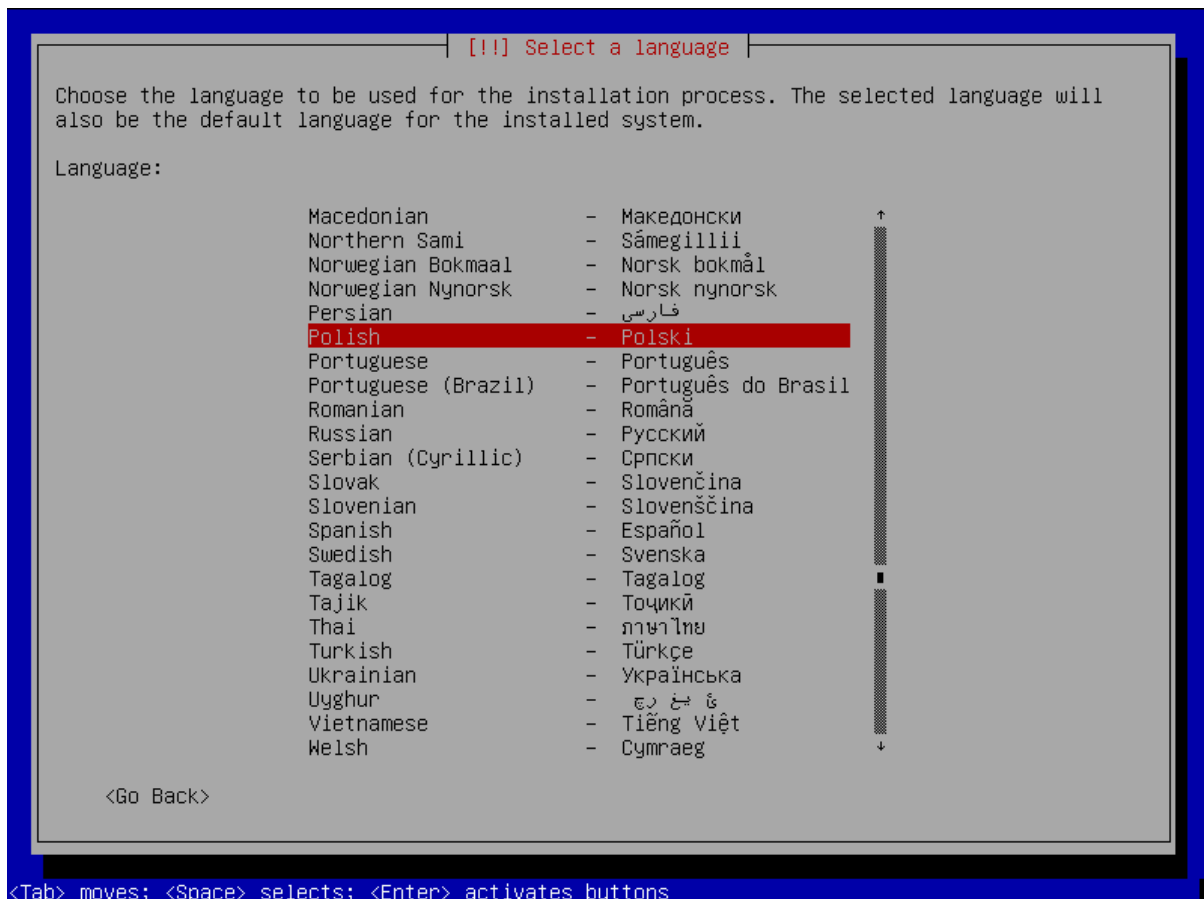 [!!] Select a language
Choose the language to be used for the installation process. The selected language will
also be the default language for the installed system.
Language:
Macedonian - Македонски
Northern Sami - Sámegillii
Norwegian Bokmaal - Norsk bokmål
Norwegian Nynorsk - Norsk nynorsk
Persian - فارسی
Polish - Polski
Portuguese - Português
Portuguese (Brazil) - Português do Brasil
Romanian - Română
Russian - Русский
Serbian (Cyrillic) - Српски
Slovak - Slovenčina
Slovenian - Slovenščina
Spanish - Español
Swedish - Svenska
Tagalog - Tagalog
Tajik - Тоҷикӣ
Thai - ภาษาไทย
Turkish - Türkçe
Ukrainian - Українська
Uyghur -
Vietnamese - Tiếng Việt
Welsh - Cymraeg
<Go Back>
<Tab> moves; <Space> selects; <Enter> activates buttons